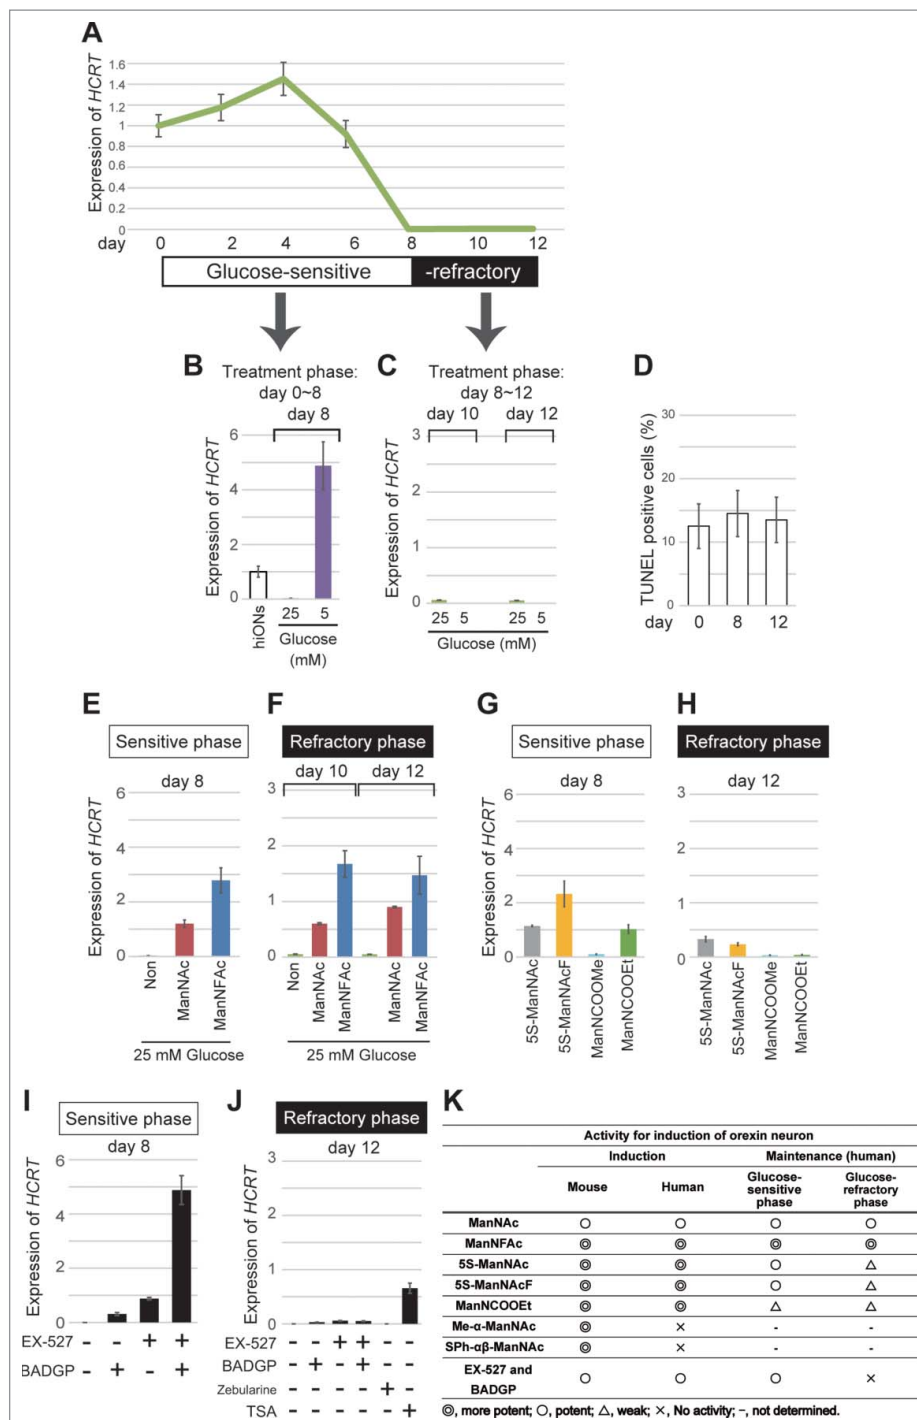 A
Expression of HCRT
1.6
1.4
1.2
1
0.8
0.6
0.4
0.2
0
day 0 2 4 6 8 10 12
Glucose-sensitive -refractory
B
Treatment phase:
day 0~8
day 8
Expression of HCRT
6
4
2
0
hiONs
25 5
Glucose
(mM)
C
Treatment phase:
day 8~12
day 10 day 12
Expression of HCRT
3
2
1
0
25 5 25 5
Glucose (mM)
D
TUNEL positive cells (%)
30
20
10
0
day 0 8 12
E
Sensitive phase
day 8
Expression of HCRT
6
4
2
0
Non
ManNAc
ManNFAc
25 mM Glucose
F
Refractory phase
day 10 day 12
3
2
1
0
Non
ManNAc
ManNFAc
Non
ManNAc
ManNFAc
25 mM Glucose
G
Sensitive phase
day 8
Expression of HCRT
6
4
2
0
5S-ManNAc
5S-ManNAcF
ManNCOOMe
ManNCOOEt
H
Refractory phase
day 12
3
2
1
0
5S-ManNAc
5S-ManNAcF
ManNCOOMe
ManNCOOEt
I
Sensitive phase
day 8
Expression of HCRT
6
4
2
0
EX-527 - - + +
BADGP - + - +
J
Refractory phase
day 12
Expression of HCRT
3
2
1
0
EX-527 - - + + - -
BADGP - + - + - -
Zebularine - - - - + -
TSA - - - - - +
K
Activity for induction of orexin neuron
Induction Maintenance (human)
Mouse Human Glucose-sensitive phase Glucose-refractory phase
ManNAc ○ ○ ○ ○
ManNFAc ◎ ◎ ◎ ◎
5S-ManNAc ◎ ◎ ○ △
5S-ManNAcF ◎ ◎ ○ △
ManNCOOEt ◎ ◎ △ △
Me-α-ManNAc ◎ × - -
SPh-αβ-ManNAc ◎ × - -
EX-527 and BADGP ○ ○ ○ ×
◎, more potent; ○, potent; △, weak; ×, No activity; −, not determined.